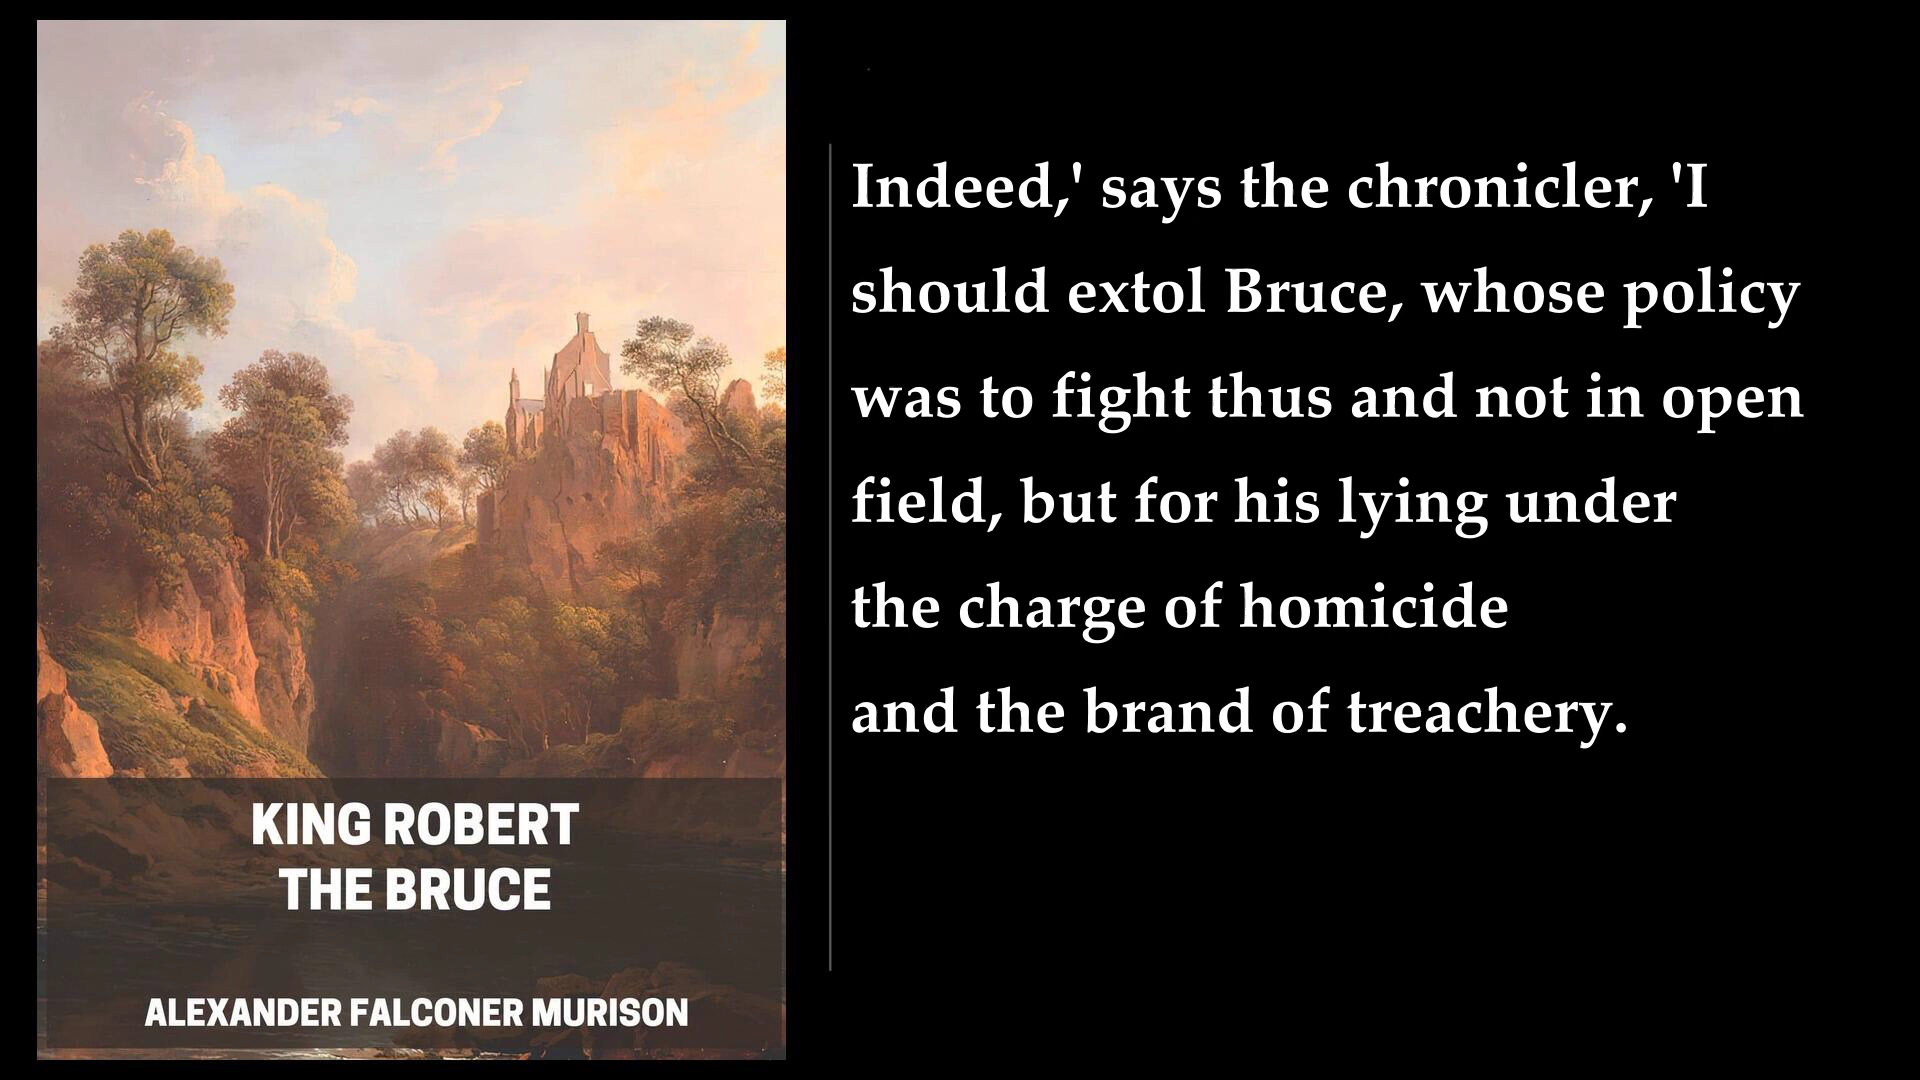 Indeed,' says the chronicler, 'I
should extol Bruce, whose policy
was to fight thus and not in open
field, but for his lying under
the charge of homicide
and the brand of treachery.
KING ROBERT
THE BRUCE
ALEXANDER FALCONER MURISON